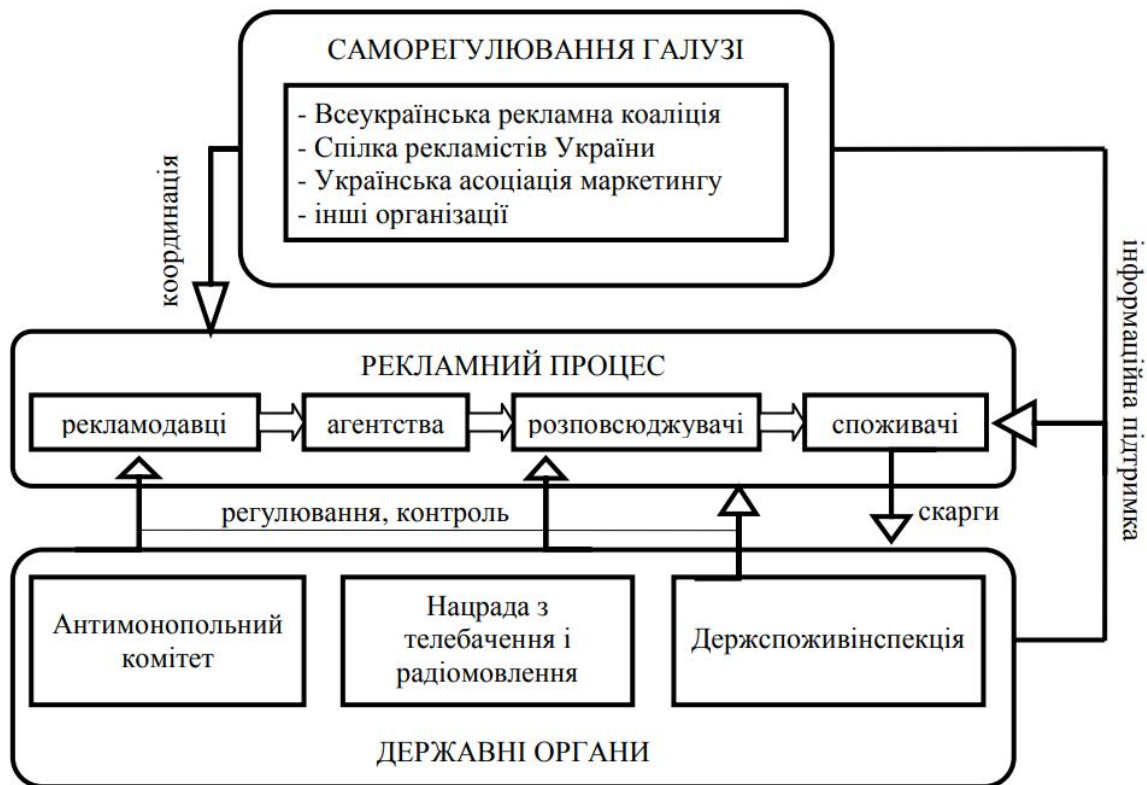 САМОРЕГУЛЮВАННЯ ГАЛУЗІ
- Всеукраїнська рекламна коаліція
- Спілка рекламістів України
- Українська асоціація маркетингу
- інші організації
координація
інформаційна підтримка
РЕКЛАМНИЙ ПРОЦЕС
рекламодавці
агентства
розповсюджувачі
споживачі
регулювання, контроль
скарги
Антимонопольний
комітет
Нацрада з
телебачення і
радіомовлення
Держспоживінспекція
ДЕРЖАВНІ ОРГАНИ